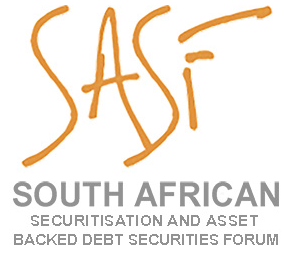 SASF
SOUTH AFRICAN
SECURITISATION AND ASSET
BACKED DEBT SECURITIES FORUM